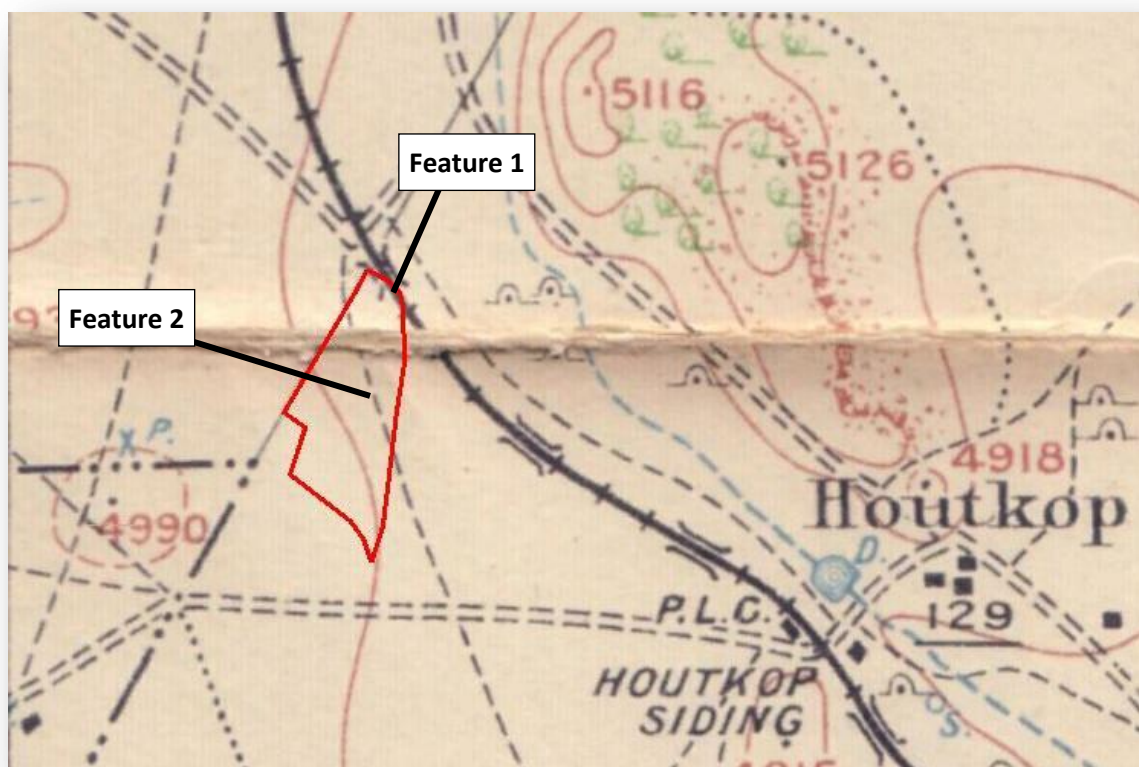 5116
Feature 1
5126
Feature 2
P.
4918
4990
Houtkop
D.
P.L.C.
129
HOUTKOP
SIDING
S.